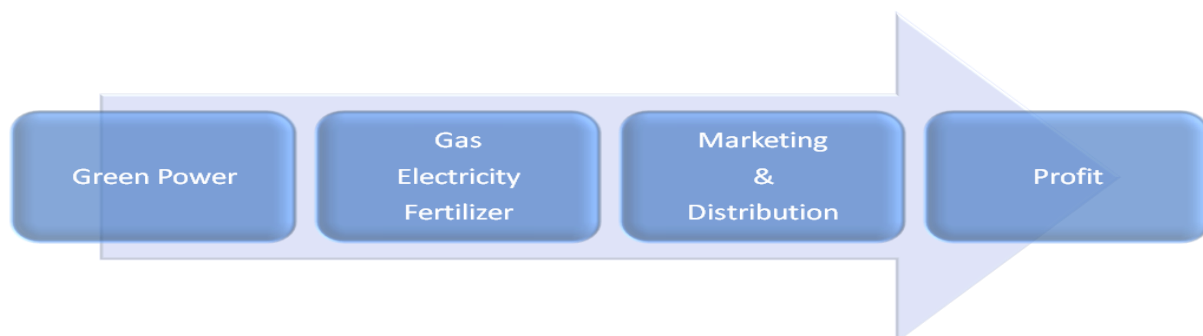 Green Power
Gas
Electricity
Fertilizer
Marketing
&
Distribution
Profit